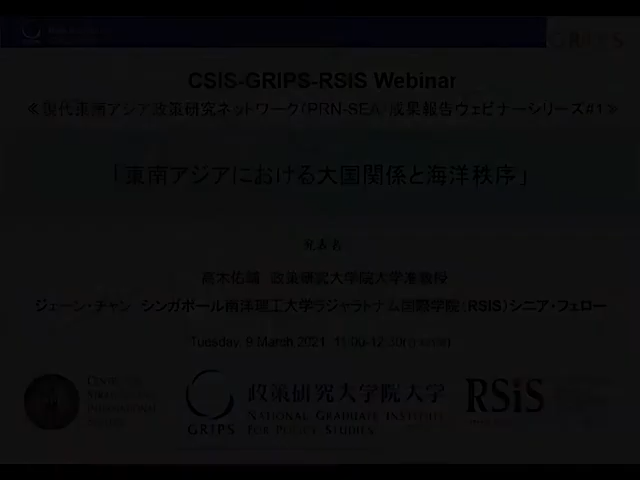 CSIS-GRIPS-RSIS Webinar
≪現代東南アジア政策研究ネットワーク(PRN-SEA)成果報告ウェビナーシリーズ#1≫
「東南アジアにおける大国関係と海洋秩序」
発表者
高木佑輔 政策研究大学院大学准教授
ジェーン・チャン シンガポール南洋理工大学ラジャラトナム国際学院(RSIS)シニア・フェロー
Tuesday, 9 March 2021, 11:00-12:30
GRIPS
政策研究大学院大学
NATIONAL GRADUATE INSTITUTE
FOR POLICY STUDIES
RSiS